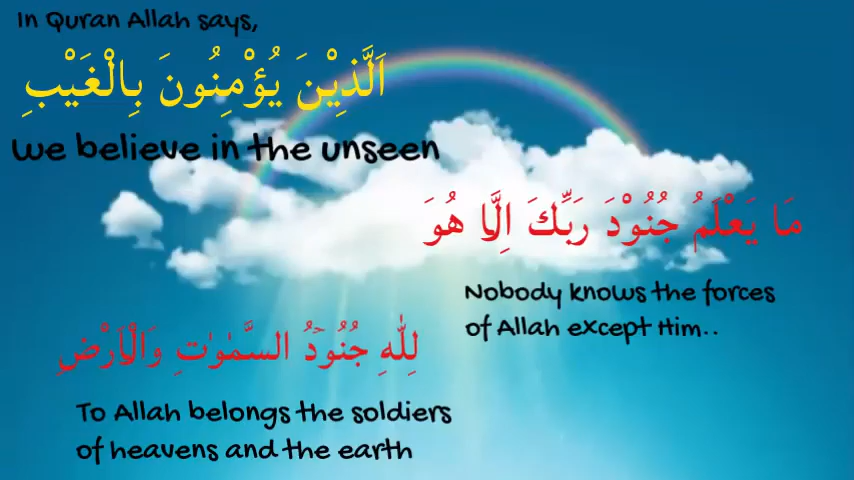 In Quran Allah says,
اَلَّذِيْنَ يُؤْمِنُونَ بِالْغَيْبِ
We believe in the unseen
مَا يَعْلَمُ جُنُوْدَ رَبِّكَ اِلَّا هُوَ
Nobody knows the forces
of Allah except Him..
لِلّٰهِ جُنُوْدُ السَّمٰوٰتِ وَالْاَرْضِ
To Allah belongs the soldiers
of heavens and the earth